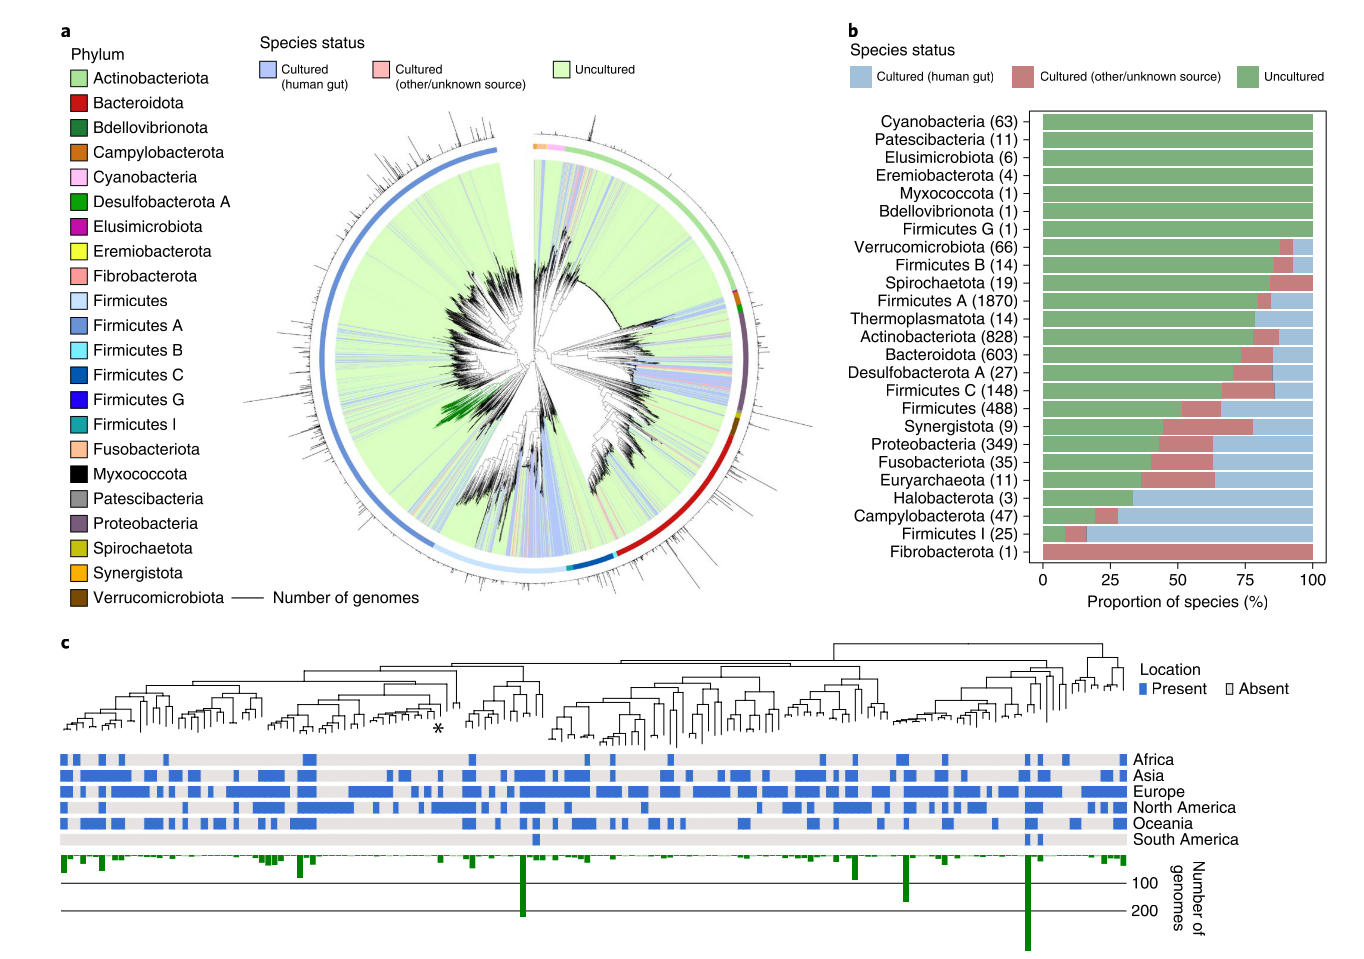 a
Phylum
Actinobacteriota
Bacteroidota
Bdellovibrionota
Campylobacterota
Cyanobacteria
Desulfobacterota A
Elusimicrobiota
Eremiobacterota
Fibrobacterota
Firmicutes
Firmicutes A
Firmicutes B
Firmicutes C
Firmicutes G
Firmicutes I
Fusobacteriota
Myxococcota
Patescibacteria
Proteobacteria
Spirochaetota
Synergistota
Verrucomicrobiota
Number of genomes
Species status
Cultured
(human gut)
Cultured
(other/unknown source)
Uncultured
b
Species status
Cultured (human gut)
Cultured (other/unknown source)
Uncultured
Cyanobacteria (63)
Patescibacteria (11)
Elusimicrobiota (6)
Eremiobacterota (4)
Myxococcota (1)
Bdellovibrionota (1)
Firmicutes G (1)
Verrucomicrobiota (66)
Firmicutes B (14)
Spirochaetota (19)
Firmicutes A (1870)
Thermoplasmatota (14)
Actinobacteriota (828)
Bacteroidota (603)
Desulfobacterota A (27)
Firmicutes C (148)
Firmicutes (488)
Synergistota (9)
Proteobacteria (349)
Fusobacteriota (35)
Euryarchaeota (11)
Halobacterota (3)
Campylobacterota (47)
Firmicutes I (25)
Fibrobacterota (1)
0 25 50 75 100
Proportion of species (%)
c
*
Location
Present Absent
Africa
Asia
Europe
North America
Oceania
South America
100
200
Number of
genomes